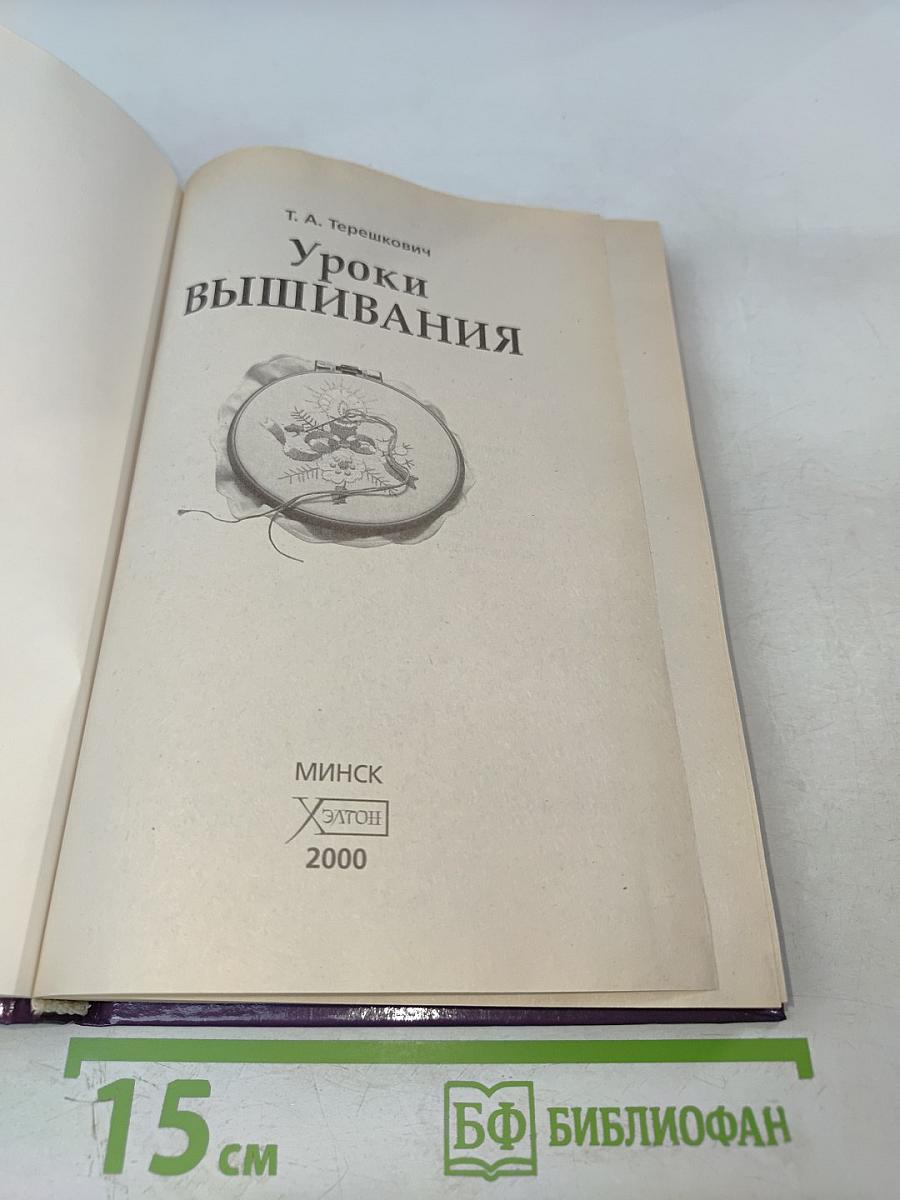 Т. А. Терешкович
Уроки
ВЫШИВАНИЯ
МИНСК
ХЭЛТОН
2000
15 см
БФ БИБЛИОФАН